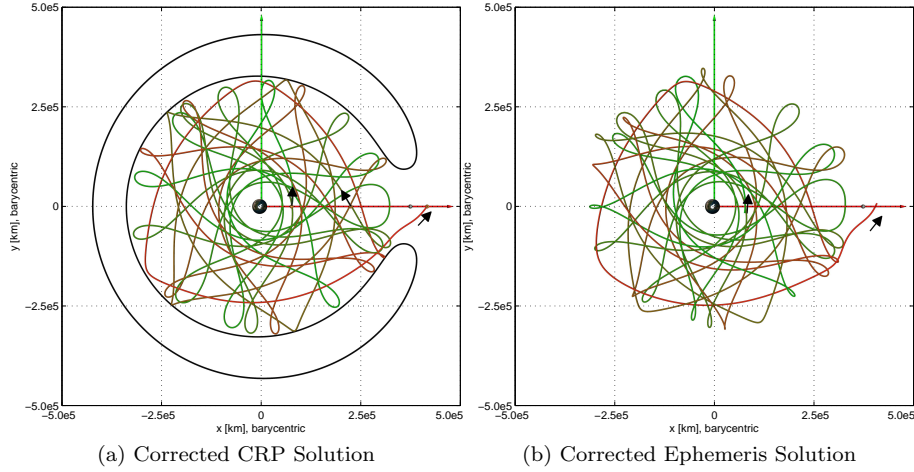 5.0e5
2.5e5
0
-2.5e5
-5.0e5
y [km], barycentric
-5.0e5
-2.5e5
0
2.5e5
5.0e5
x [km], barycentric
(a) Corrected CRP Solution
5.0e5
2.5e5
0
-2.5e5
-5.0e5
y [km], barycentric
-5.0e5
-2.5e5
0
2.5e5
5.0e5
x [km], barycentric
(b) Corrected Ephemeris Solution